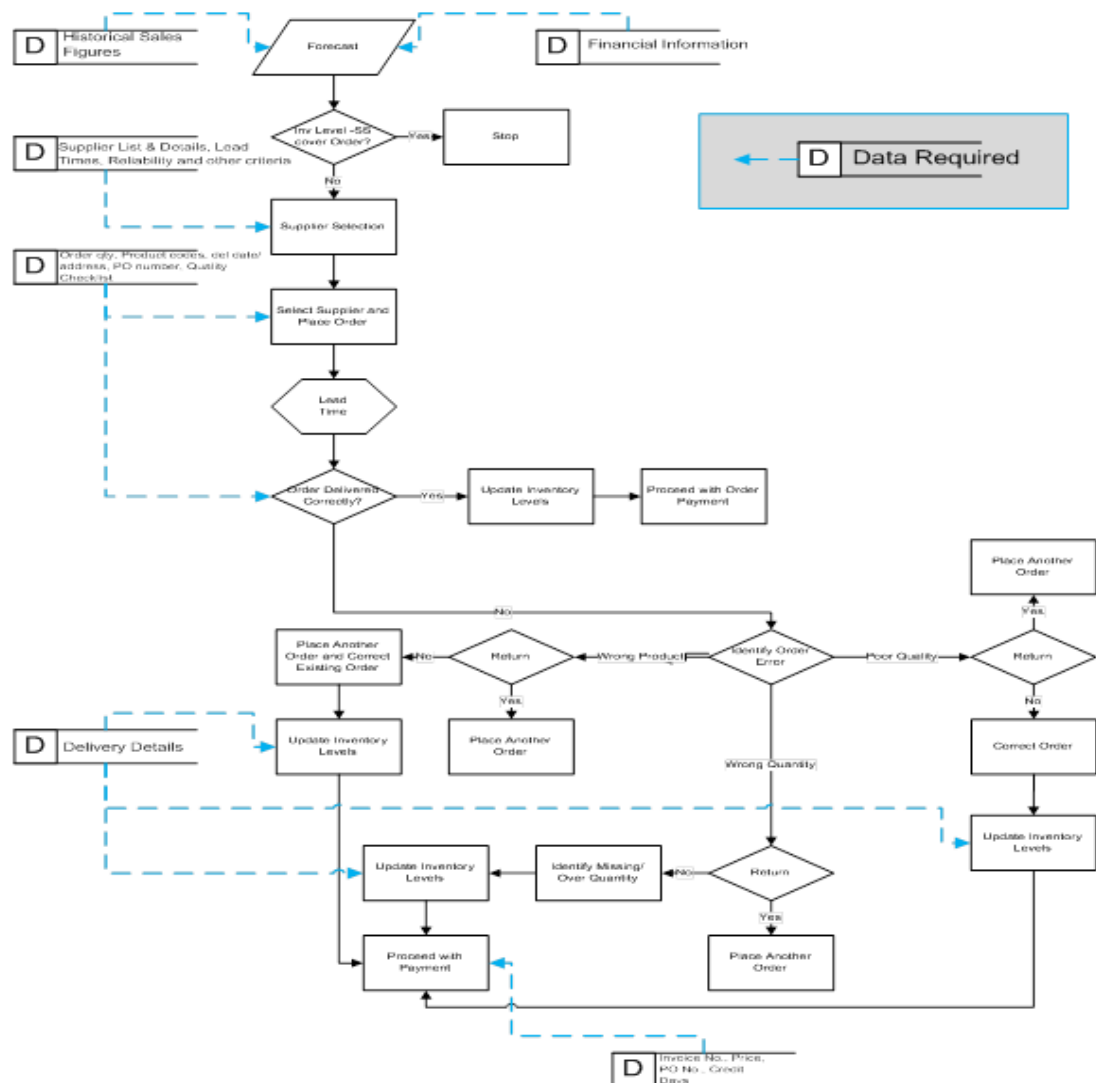 D
Historical Sales
Figures
Forecast
D
Financial Information
Inv Level -SS
cover Order?
Yes
Stop
D
Supplier List & Details, Lead
Times, Reliability and other criteria
D
Data Required
No
Supplier Selection
D
Order qty, Product codes, del date/
address, PO number, Quality
Checklist
Select Supplier and
Place Order
Lead
Time
Order Delivered
Correctly?
Yes
Update Inventory
Levels
Proceed with Order
Payment
Place Another
Order
No
Yes
Place Another
Order and Correct
Existing Order
No
Return
Wrong Product
Identify Order
Error
Poor Quality
Return
Yes
No
D
Delivery Details
Update Inventory
Levels
Place Another
Order
Correct Order
Wrong Quantity
Update Inventory
Levels
Update Inventory
Levels
Identify Missing/
Over Quantity
No
Return
Yes
Proceed with
Payment
Place Another
Order
D
Invoice No., Price,
PO No., Credit
Days